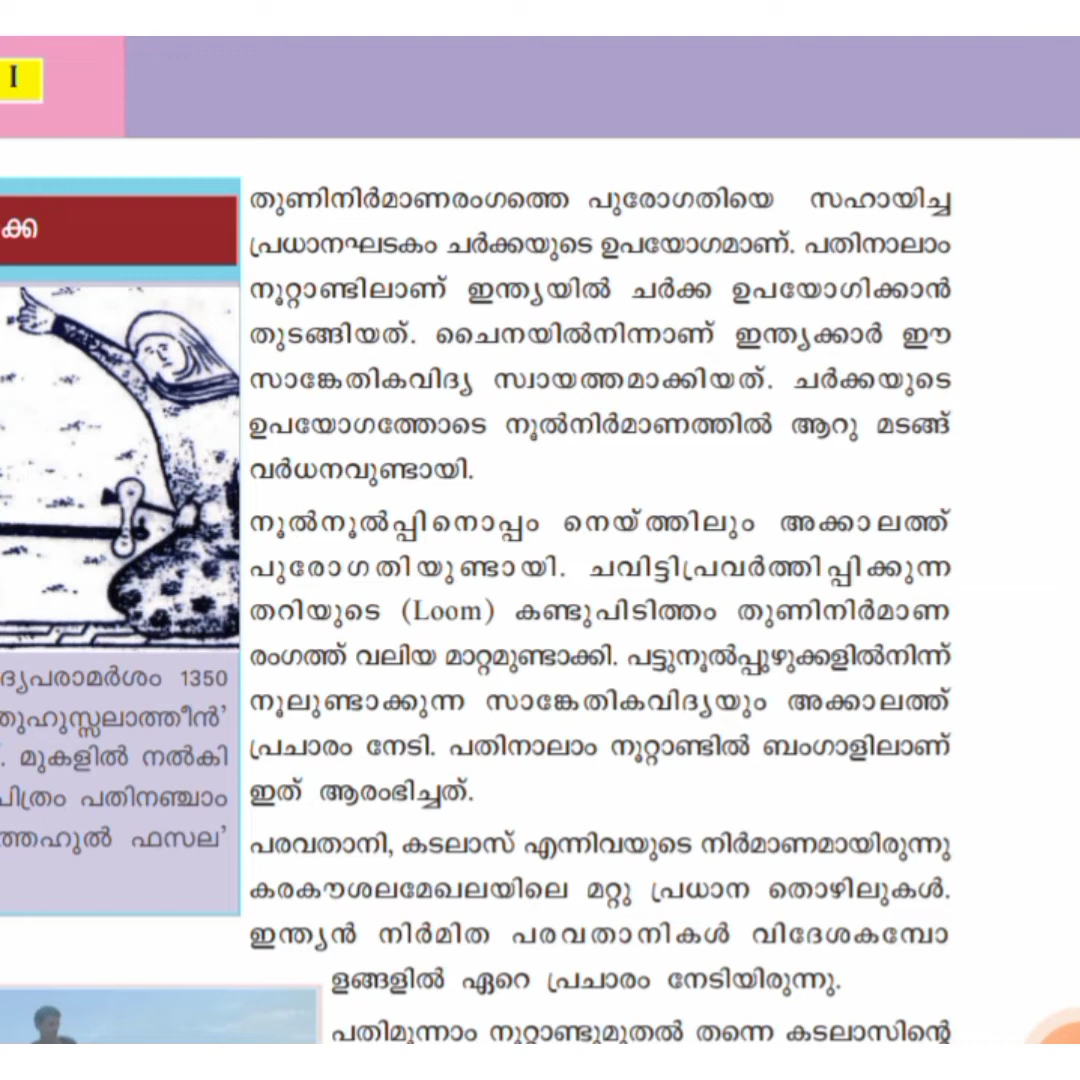 I
ക്ക
ദ്യപരാമർശം 1350
തുഹുസ്സലാത്തീൻ’
. മുകളിൽ നൽകി
ചിത്രം പതിനഞ്ചാം
ത്തഹുൽ ഫസല’
തുണിനിർമാണരംഗത്തെ പുരോഗതിയെ സഹായിച്ച
പ്രധാനഘടകം ചർക്കയുടെ ഉപയോഗമാണ്. പതിനാലാം
നൂറ്റാണ്ടിലാണ് ഇന്ത്യയിൽ ചർക്ക ഉപയോഗിക്കാൻ
തുടങ്ങിയത്. ചൈനയിൽനിന്നാണ് ഇന്ത്യക്കാർ ഈ
സാങ്കേതികവിദ്യ സ്വായത്തമാക്കിയത്. ചർക്കയുടെ
ഉപയോഗത്തോടെ നൂൽനിർമാണത്തിൽ ആറു മടങ്ങ്
വർധനവുണ്ടായി.
നൂൽനൂൽപ്പിനൊപ്പം നെയ്ത്തിലും അക്കാലത്ത്
പുരോഗതിയുണ്ടായി. ചവിട്ടിപ്രവർത്തിപ്പിക്കുന്ന
തറിയുടെ (Loom) കണ്ടുപിടിത്തം തുണിനിർമാണ
രംഗത്ത് വലിയ മാറ്റമുണ്ടാക്കി. പട്ടുനൂൽപ്പുഴുക്കളിൽനിന്ന്
നൂലുണ്ടാക്കുന്ന സാങ്കേതികവിദ്യയും അക്കാലത്ത്
പ്രചാരം നേടി. പതിനാലാം നൂറ്റാണ്ടിൽ ബംഗാളിലാണ്
ഇത് ആരംഭിച്ചത്.
പരവതാനി, കടലാസ് എന്നിവയുടെ നിർമാണമായിരുന്നു
കരകൗശലമേഖലയിലെ മറ്റു പ്രധാന തൊഴിലുകൾ.
ഇന്ത്യൻ നിർമിത പരവതാനികൾ വിദേശകമ്പോ
ളങ്ങളിൽ ഏറെ പ്രചാരം നേടിയിരുന്നു.
പതിമൂന്നാം നൂറ്റാണ്ടുമുതൽ തന്നെ കടലാസിന്റെ